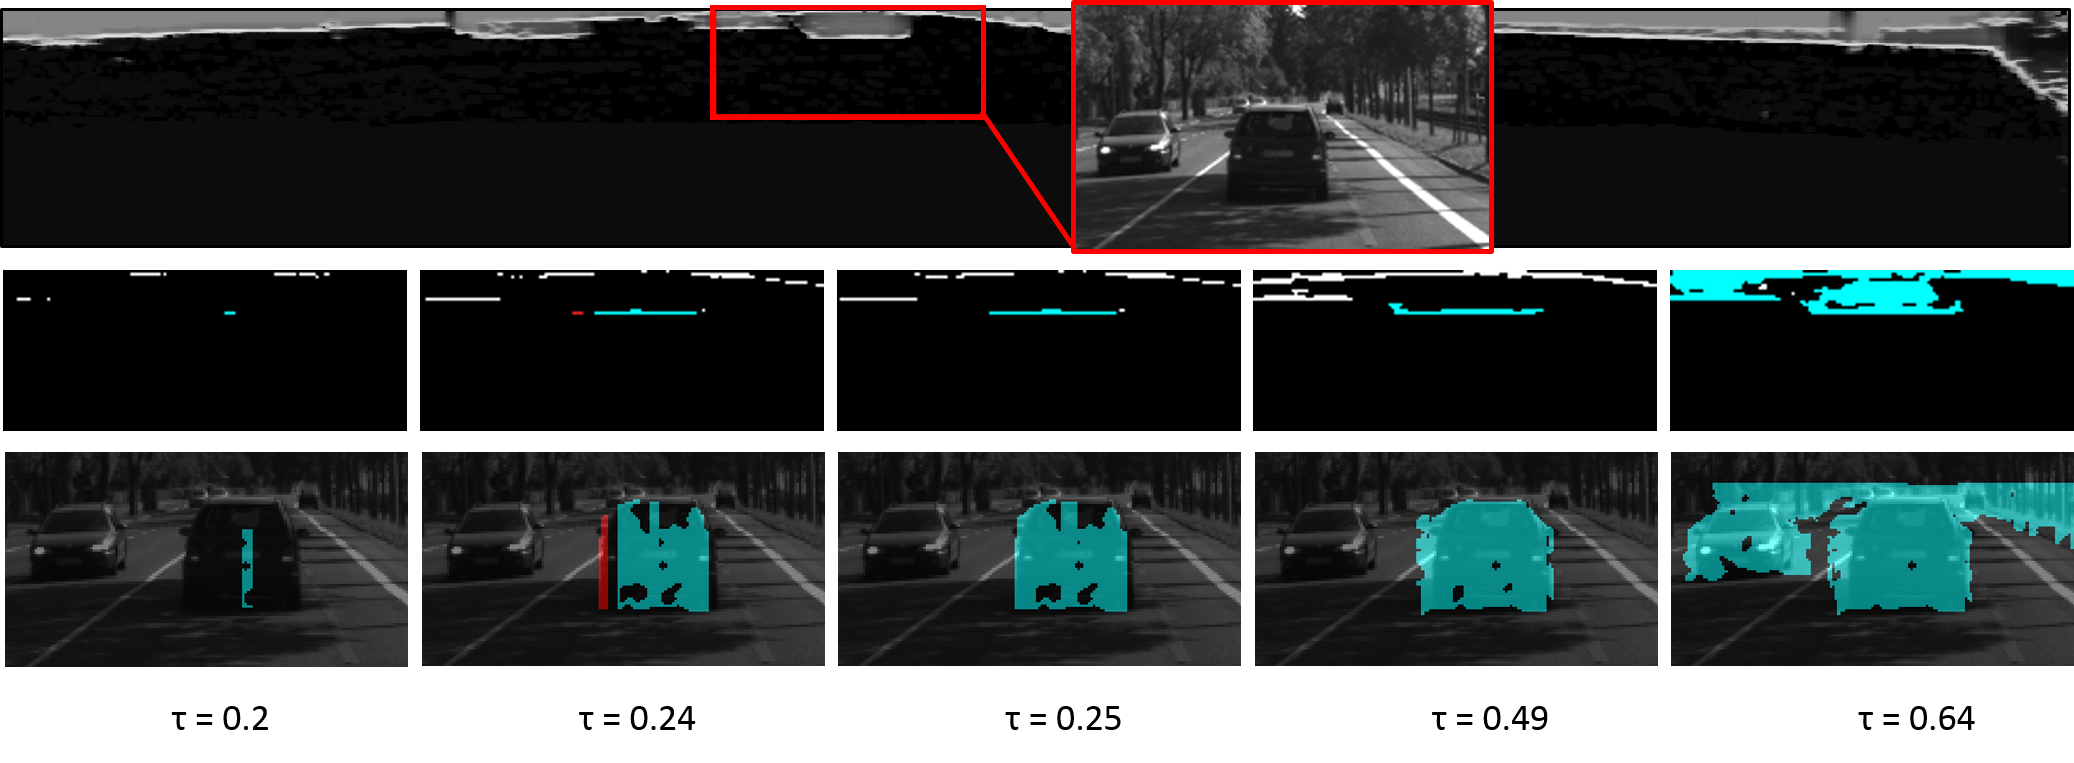 τ = 0.2
τ = 0.24
τ = 0.25
τ = 0.49
τ = 0.64